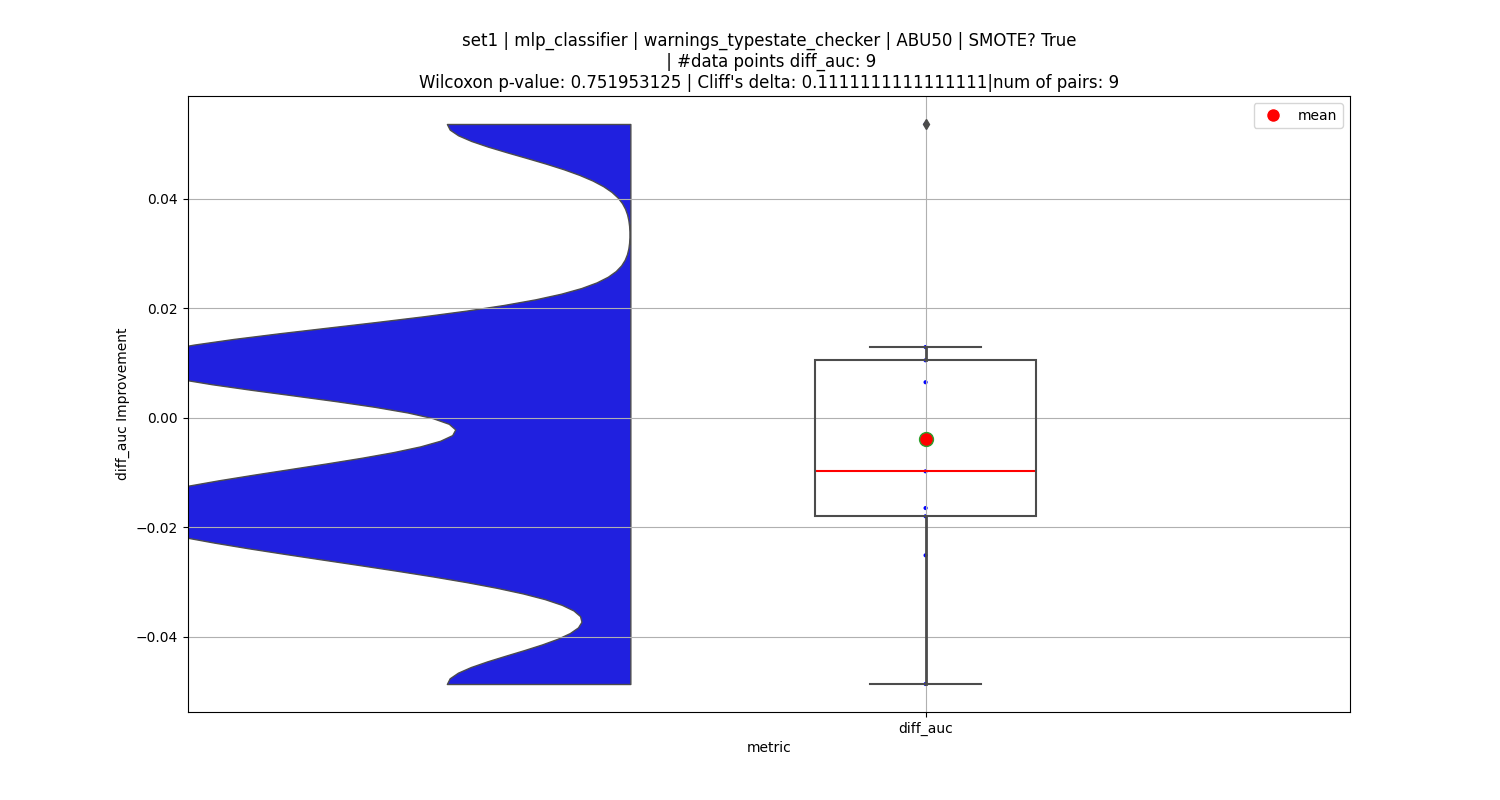 set1 | mlp_classifier | warnings_typestate_checker | ABU50 | SMOTE? True
| #data points diff_auc: 9
Wilcoxon p-value: 0.751953125 | Cliff's delta: 0.1111111111111111|num of pairs: 9
mean
0.04
0.02
0.00
−0.02
−0.04
diff_auc Improvement
diff_auc
metric